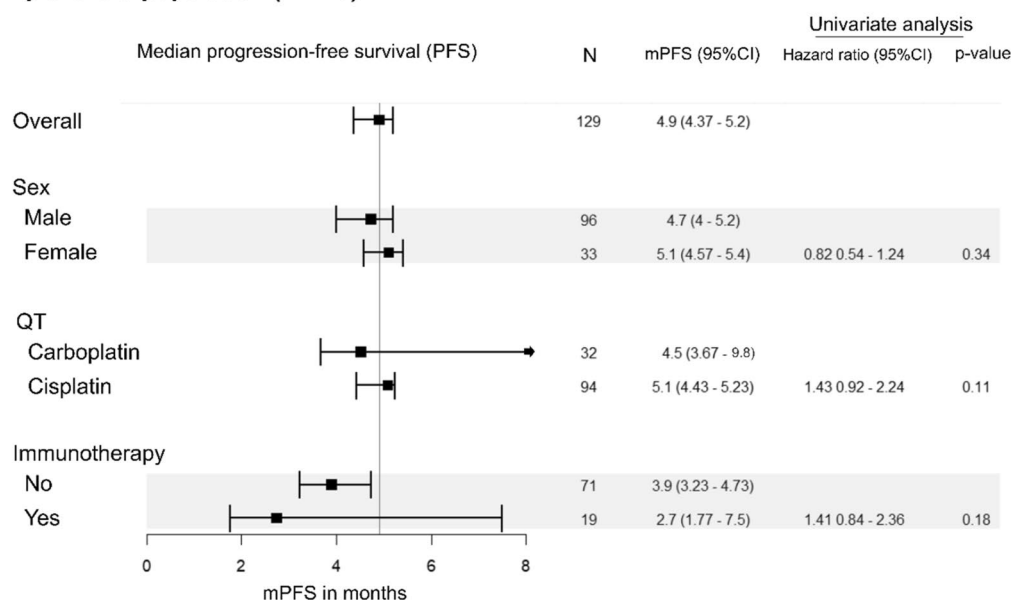 Univariate analysis
Median progression-free survival (PFS) N mPFS (95%CI) Hazard ratio (95%CI) p-value
Overall 129 4.9 (4.37 - 5.2)
Sex
Male 96 4.7 (4 - 5.2)
Female 33 5.1 (4.57 - 5.4) 0.82 0.54 - 1.24 0.34
QT
Carboplatin 32 4.5 (3.67 - 9.8)
Cisplatin 94 5.1 (4.43 - 5.23) 1.43 0.92 - 2.24 0.11
Immunotherapy
No 71 3.9 (3.23 - 4.73)
Yes 19 2.7 (1.77 - 7.5) 1.41 0.84 - 2.36 0.18
0 2 4 6 8
mPFS in months